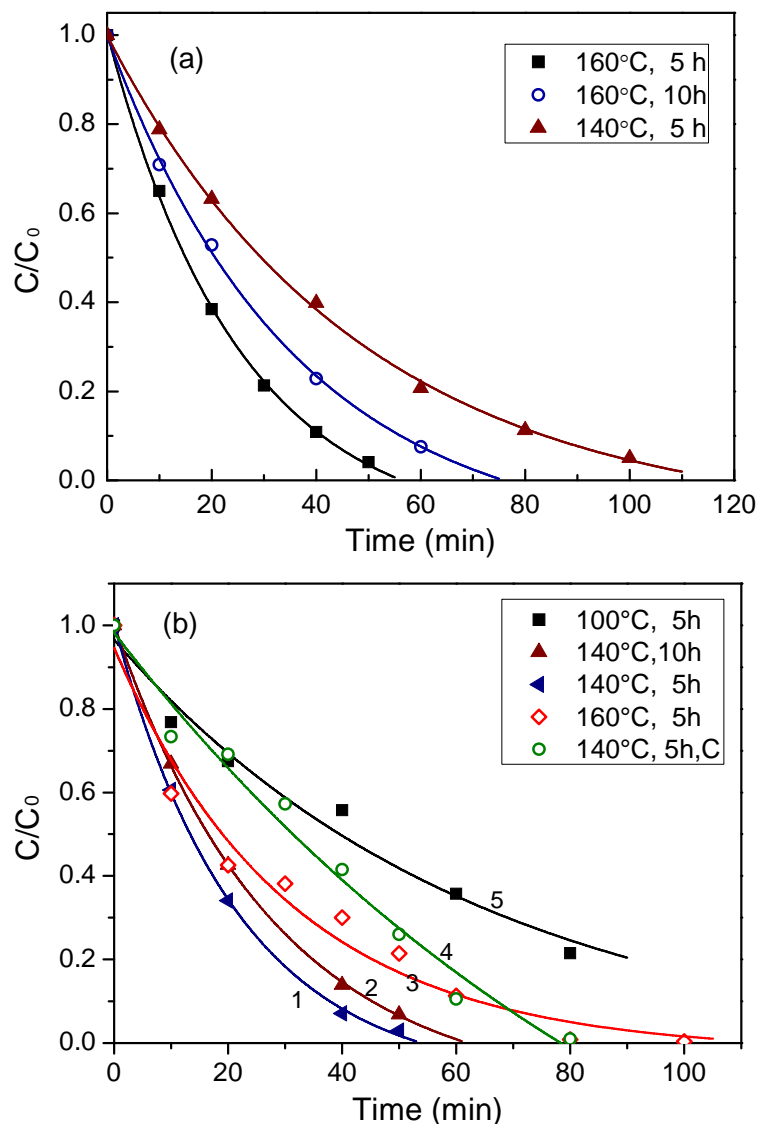 (a)
160°C, 5 h
160°C, 10h
140°C, 5 h
C/C₀
1.0
0.8
0.6
0.4
0.2
0.0
0 20 40 60 80 100 120
Time (min)
(b)
100°C, 5h
140°C,10h
140°C, 5h
160°C, 5h
140°C, 5h,C
C/C₀
1.0
0.8
0.6
0.4
0.2
0.0
5
4
3
2
1
0 20 40 60 80 100
Time (min)